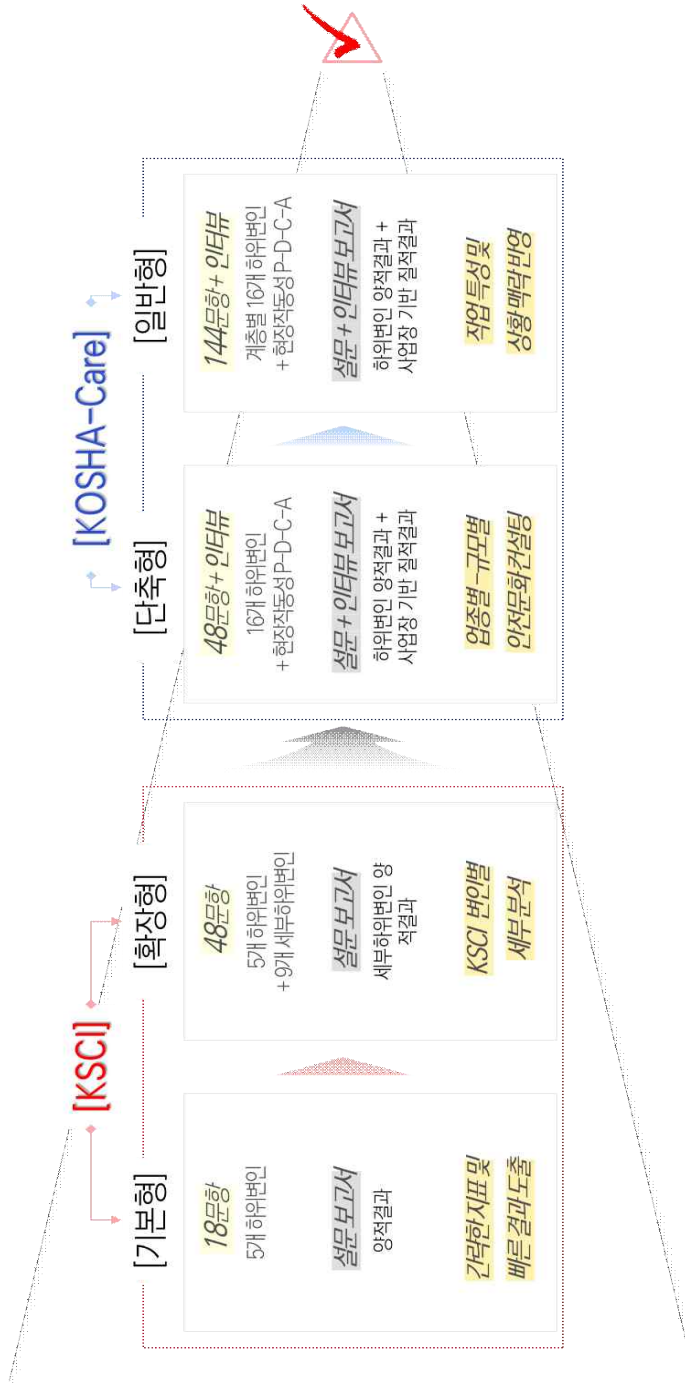 [KSCI]
[기본형]
18문항
5개 하위변인
설문 보고서
양적결과
간략한 지표 및
빠른 결과 도출
[확장형]
48문항
5개 하위변인
+ 9개 세부하위변인
설문 보고서
세부하위변인 양
적결과
KSCI 변인별
세부 분석
[KOSHA-Care]
[단축형]
48문항 + 인터뷰
16개 하위변인
+ 현장작동성 P-D-C-A
설문 + 인터뷰 보고서
하위변인 양적결과 +
사업장 기반 질적결과
업종별-규모별
안전문화 컨설팅
[일반형]
144문항 + 인터뷰
계층별 16개 하위변인
+ 현장작동성 P-D-C-A
설문 + 인터뷰 보고서
하위변인 양적결과 +
사업장 기반 질적결과
작업 특성 및
상황 맥락 반영